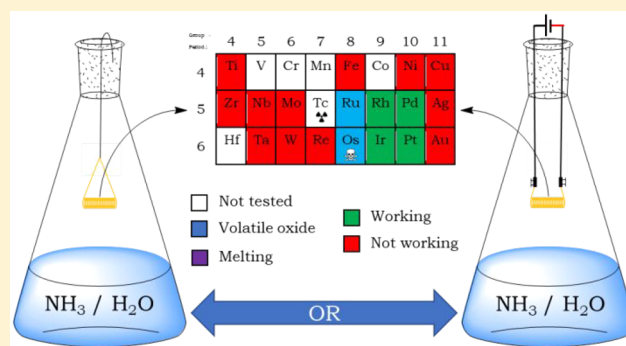 Group→
4 5 6 7 8 9 10 11
Period↓
4 Ti V Cr Mn Fe Co Ni Cu
5 Zr Nb Mo Tc Ru Rh Pd Ag
6 Hf Ta W Re Os Ir Pt Au
Not tested
Volatile oxide
Melting
Working
Not working
NH₃ / H₂O
OR
NH₃ / H₂O